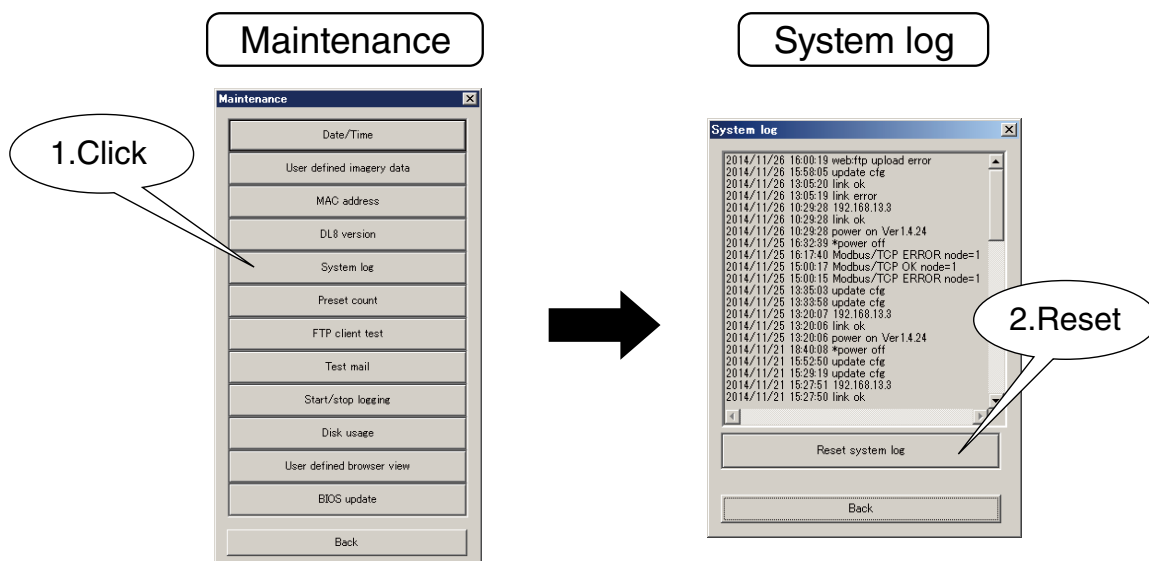 Maintenance
System log
Maintenance
Date/Time
User defined imagery data
MAC address
DL8 version
System log
Preset count
FTP client test
Test mail
Start/stop logging
Disk usage
User defined browser view
BIOS update
Back
1.Click
System log
2014/11/26 16:00:19 web:ftp upload error
2014/11/26 15:58:05 update cfg
2014/11/26 13:05:20 link ok
2014/11/26 13:05:19 link error
2014/11/26 10:29:28 192.168.13.3
2014/11/26 10:29:28 link ok
2014/11/26 10:29:28 power on Ver1.4.24
2014/11/25 16:32:39 *power off
2014/11/25 16:17:40 Modbus/TCP ERROR node=1
2014/11/25 15:00:17 Modbus/TCP OK node=1
2014/11/25 15:00:15 Modbus/TCP ERROR node=1
2014/11/25 13:35:03 update cfg
2014/11/25 13:33:58 update cfg
2014/11/25 13:20:07 192.168.13.3
2014/11/25 13:20:06 link ok
2014/11/25 13:20:06 power on Ver1.4.24
2014/11/21 18:40:08 *power off
2014/11/21 15:52:50 update cfg
2014/11/21 15:29:19 update cfg
2014/11/21 15:27:51 192.168.13.3
2014/11/21 15:27:50 link ok
2.Reset
Reset system log
Back